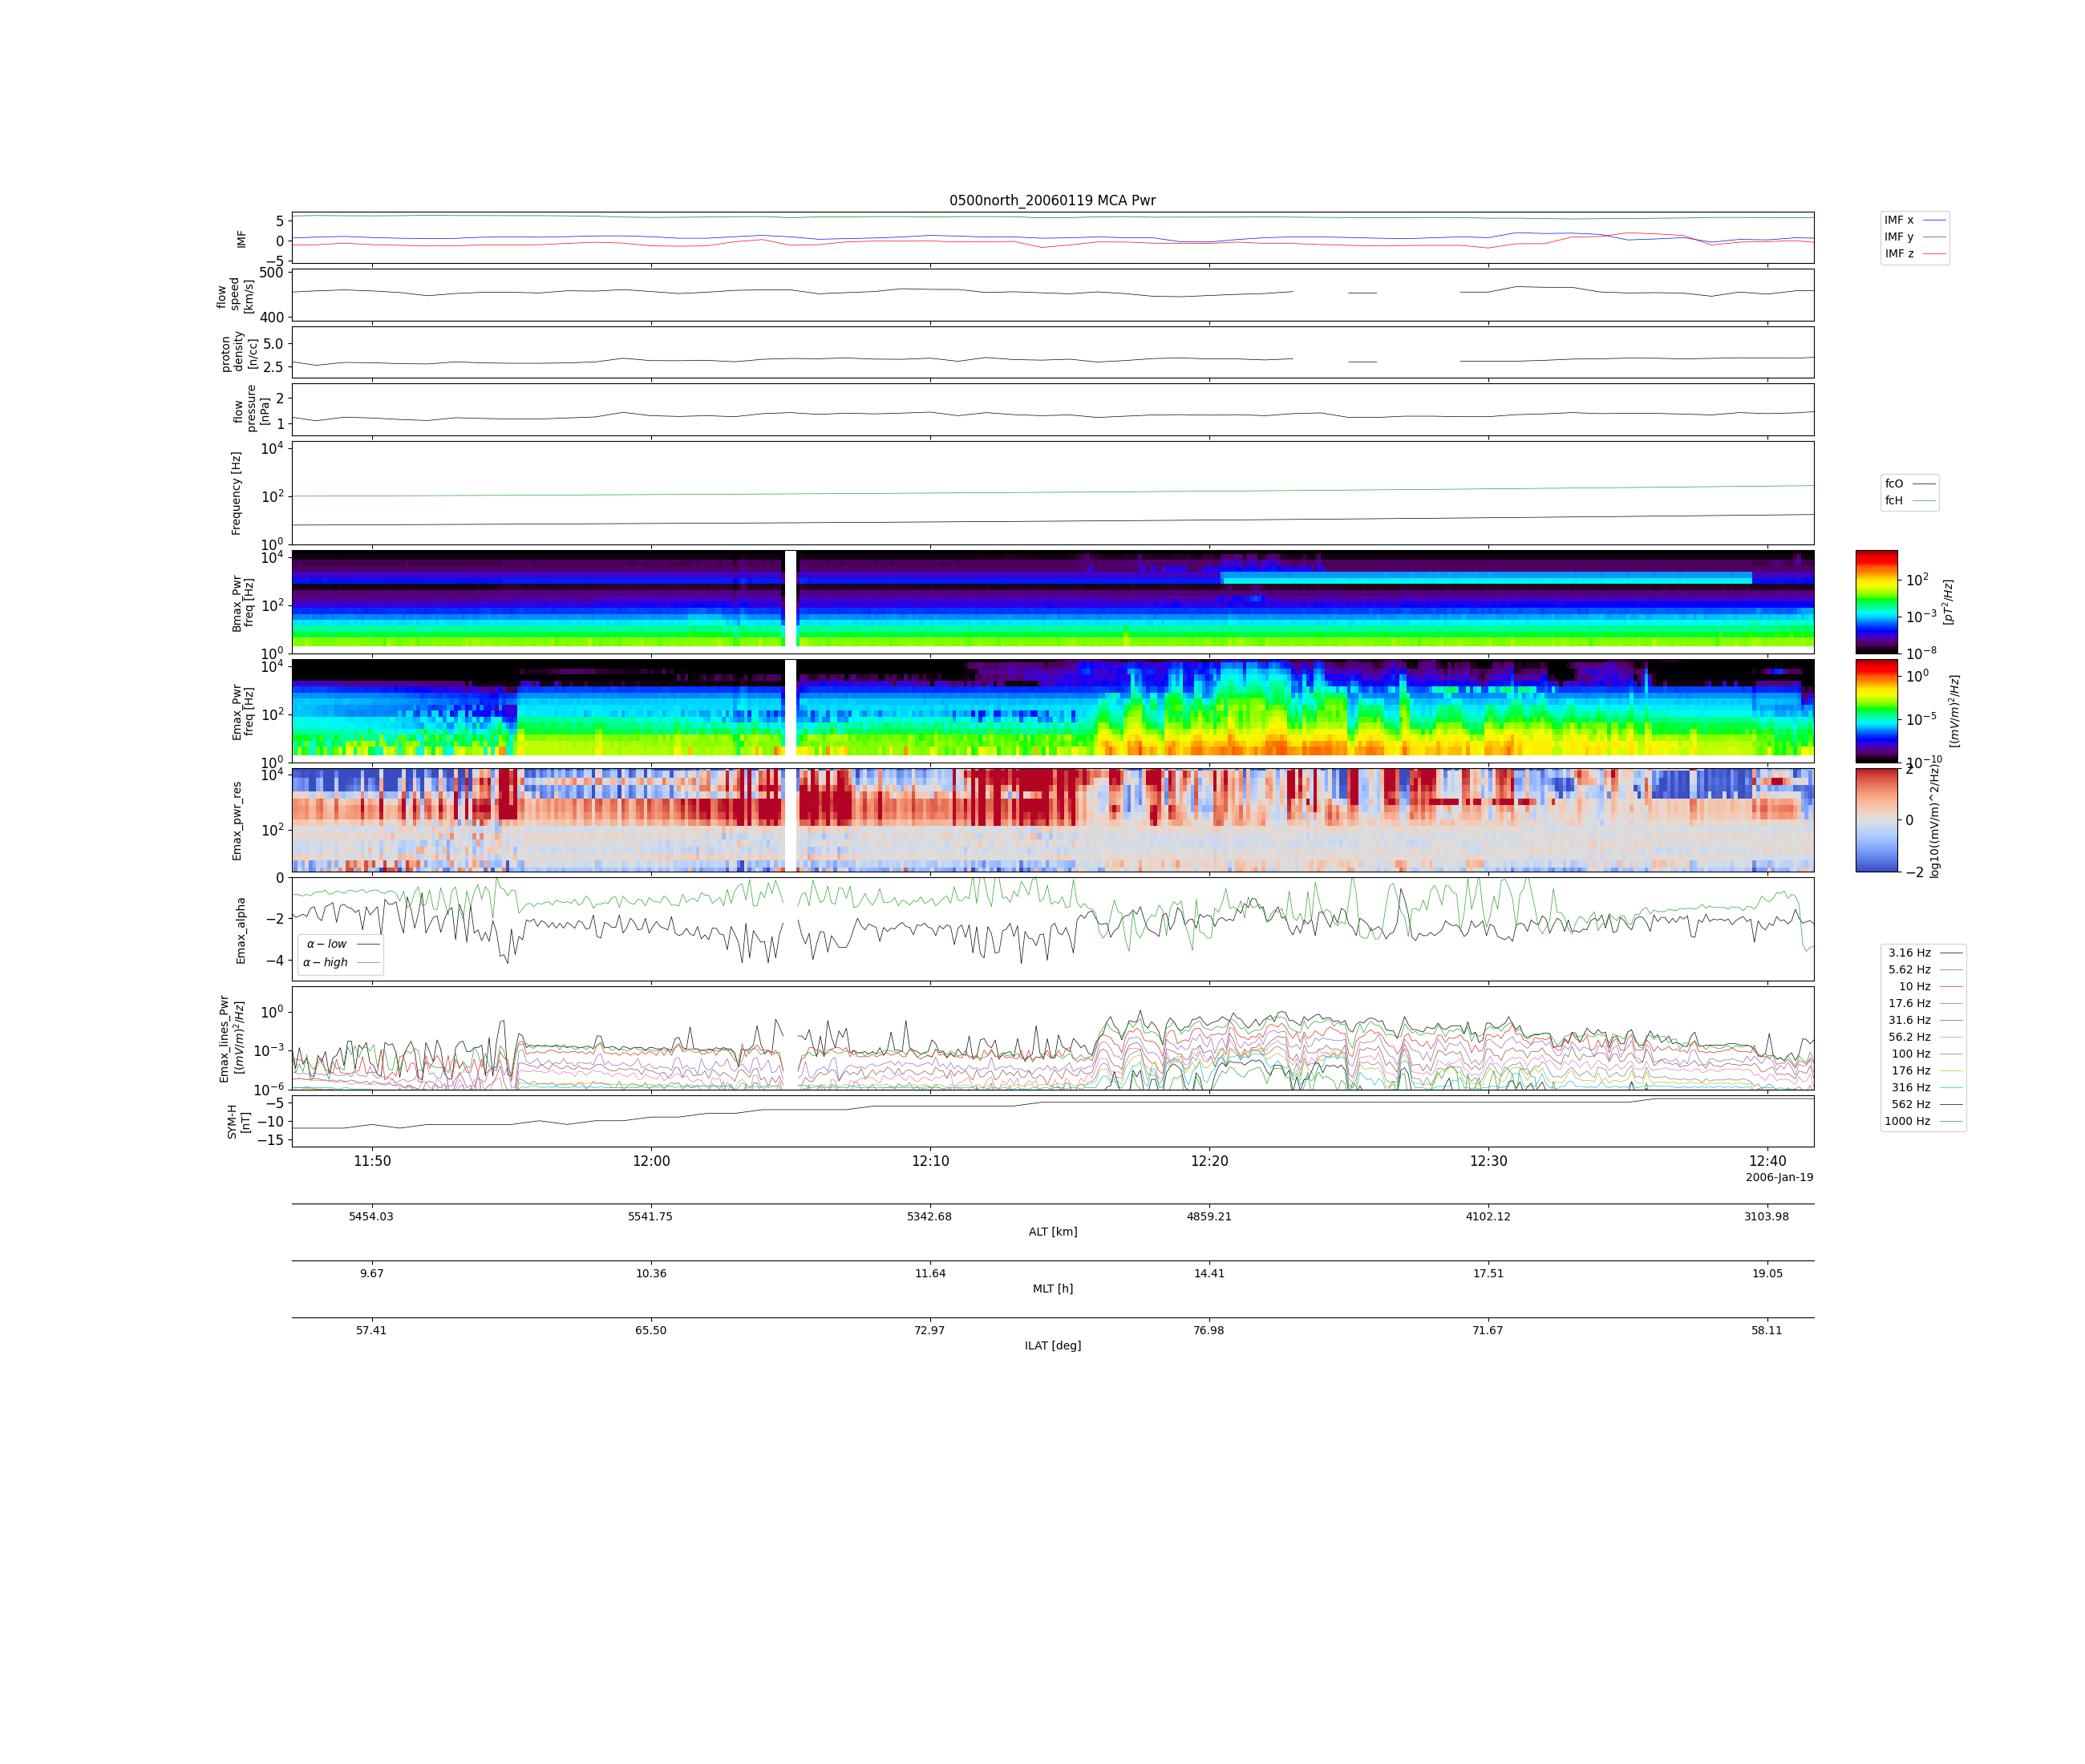 0500north_20060119 MCA Pwr
IMF
5
0
−5
IMF x
IMF y
IMF z
flow
speed
[km/s]
500
400
proton
density
[n/cc]
5.0
2.5
flow
pressure
[nPa]
2
1
Frequency [Hz]
10^4
10^2
10^0
fcO
fcH
Bmax_Pwr
freq [Hz]
10^4
10^2
10^0
10^2
10^−3
10^−8
[pT^2/Hz]
Emax_Pwr
freq [Hz]
10^4
10^2
10^0
10^0
10^−5
10^−10
[(mV/m)^2/Hz]
Emax_pwr_res
10^4
10^2
2
0
−2
log10((mV/m)^2/Hz)
Emax_alpha
0
−2
−4
α − low
α − high
Emax_lines_Pwr
[(mV/m)^2/Hz]
10^0
10^−3
10^−6
3.16 Hz
5.62 Hz
10 Hz
17.6 Hz
31.6 Hz
56.2 Hz
100 Hz
176 Hz
316 Hz
562 Hz
1000 Hz
SYM-H
[nT]
−5
−10
−15
11:50 12:00 12:10 12:20 12:30 12:40
2006-Jan-19
5454.03 5541.75 5342.68 4859.21 4102.12 3103.98
ALT [km]
9.67 10.36 11.64 14.41 17.51 19.05
MLT [h]
57.41 65.50 72.97 76.98 71.67 58.11
ILAT [deg]